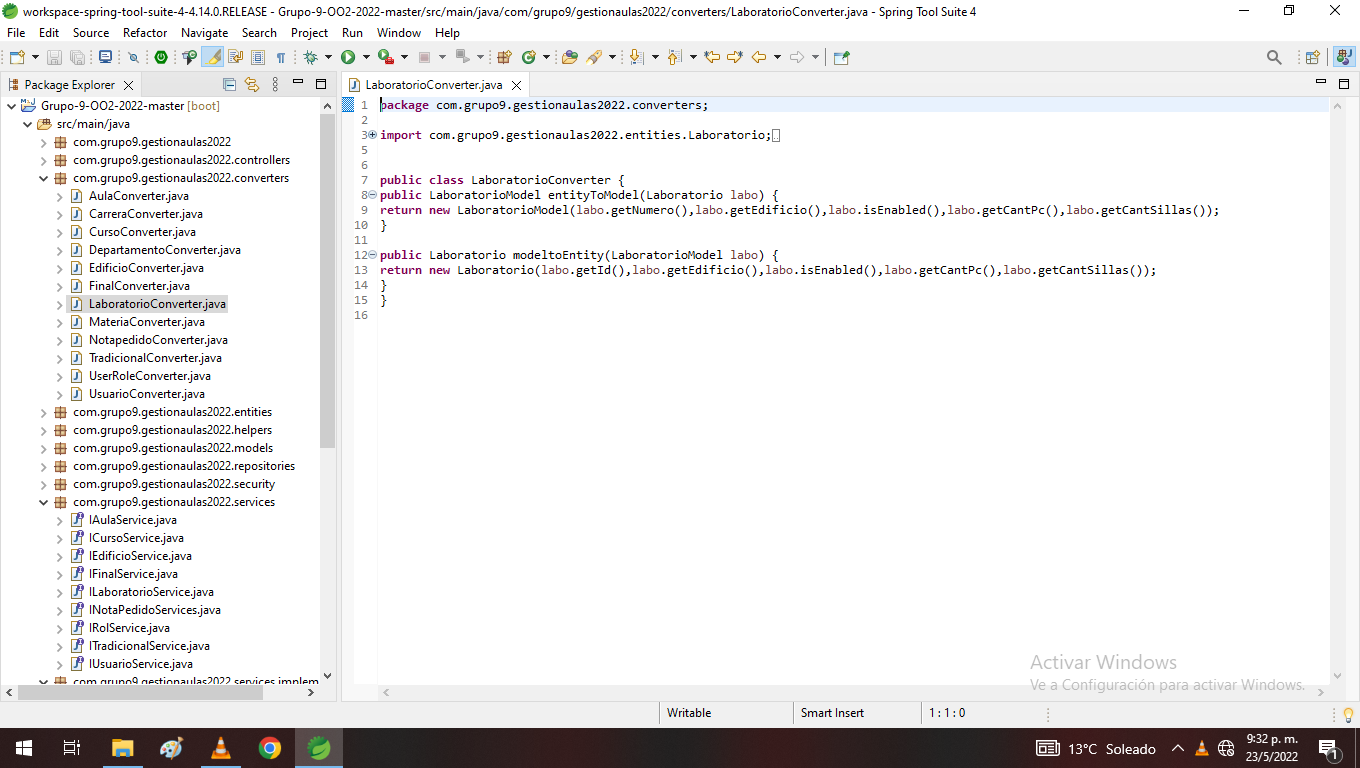 workspace-spring-tool-suite-4-4.14.0.RELEASE - Grupo-9-OO2-2022-master/src/main/java/com/grupo9/gestionaulas2022/converters/LaboratorioConverter.java - Spring Tool Suite 4
File Edit Source Refactor Navigate Search Project Run Window Help
Package Explorer
LaboratorioConverter.java
Grupo-9-OO2-2022-master [boot]
src/main/java
com.grupo9.gestionaulas2022
com.grupo9.gestionaulas2022.controllers
com.grupo9.gestionaulas2022.converters
AulaConverter.java
CarreraConverter.java
CursoConverter.java
DepartamentoConverter.java
EdificioConverter.java
FinalConverter.java
LaboratorioConverter.java
MateriaConverter.java
NotapedidoConverter.java
TradicionalConverter.java
UserRoleConverter.java
UsuarioConverter.java
com.grupo9.gestionaulas2022.entities
com.grupo9.gestionaulas2022.helpers
com.grupo9.gestionaulas2022.models
com.grupo9.gestionaulas2022.repositories
com.grupo9.gestionaulas2022.security
com.grupo9.gestionaulas2022.services
IAulaService.java
ICursoService.java
IEdificioService.java
IFinalService.java
ILaboratorioService.java
INotaPedidoServices.java
IRolService.java
ITradicionalService.java
IUsuarioService.java
com.grupo9.gestionaulas2022.services.implem
1 package com.grupo9.gestionaulas2022.converters;
2
3 import com.grupo9.gestionaulas2022.entities.Laboratorio;
5
6
7 public class LaboratorioConverter {
8 public LaboratorioModel entityToModel(Laboratorio labo) {
9 return new LaboratorioModel(labo.getNumero(),labo.getEdificio(),labo.isEnabled(),labo.getCantPc(),labo.getCantSillas());
10 }
11
12 public Laboratorio modeltoEntity(LaboratorioModel labo) {
13 return new Laboratorio(labo.getId(),labo.getEdificio(),labo.isEnabled(),labo.getCantPc(),labo.getCantSillas());
14 }
15 }
16
Activar Windows
Ve a Configuración para activar Windows.
Writable Smart Insert 1 : 1 : 0
13°C Soleado
9:32 p. m.
23/5/2022
1